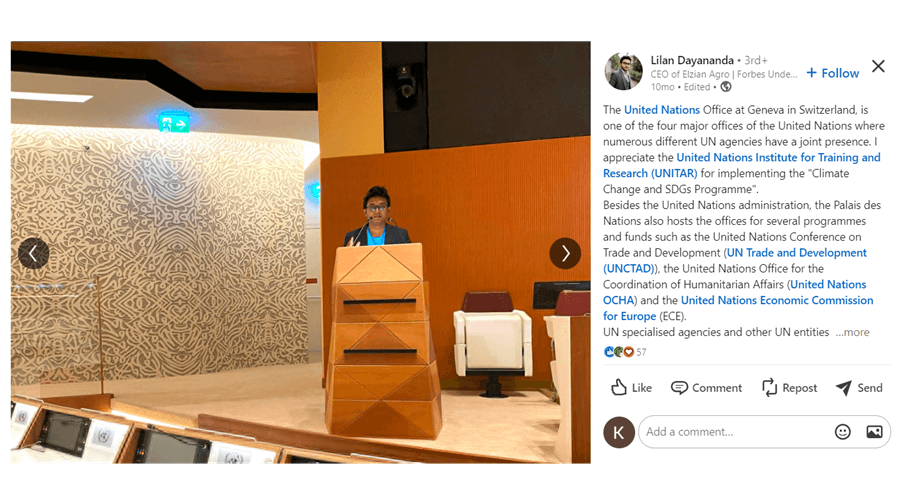 Lilan Dayananda • 3rd+
CEO of Elzian Agro | Forbes Unde...
10mo • Edited •
+ Follow
The United Nations Office at Geneva in Switzerland, is
one of the four major offices of the United Nations where
numerous different UN agencies have a joint presence. I
appreciate the United Nations Institute for Training and
Research (UNITAR) for implementing the "Climate
Change and SDGs Programme".
Besides the United Nations administration, the Palais des
Nations also hosts the offices for several programmes
and funds such as the United Nations Conference on
Trade and Development (UN Trade and Development
(UNCTAD)), the United Nations Office for the
Coordination of Humanitarian Affairs (United Nations
OCHA) and the United Nations Economic Commission
for Europe (ECE).
UN specialised agencies and other UN entities ...more
57
Like
Comment
Repost
Send
K
Add a comment...